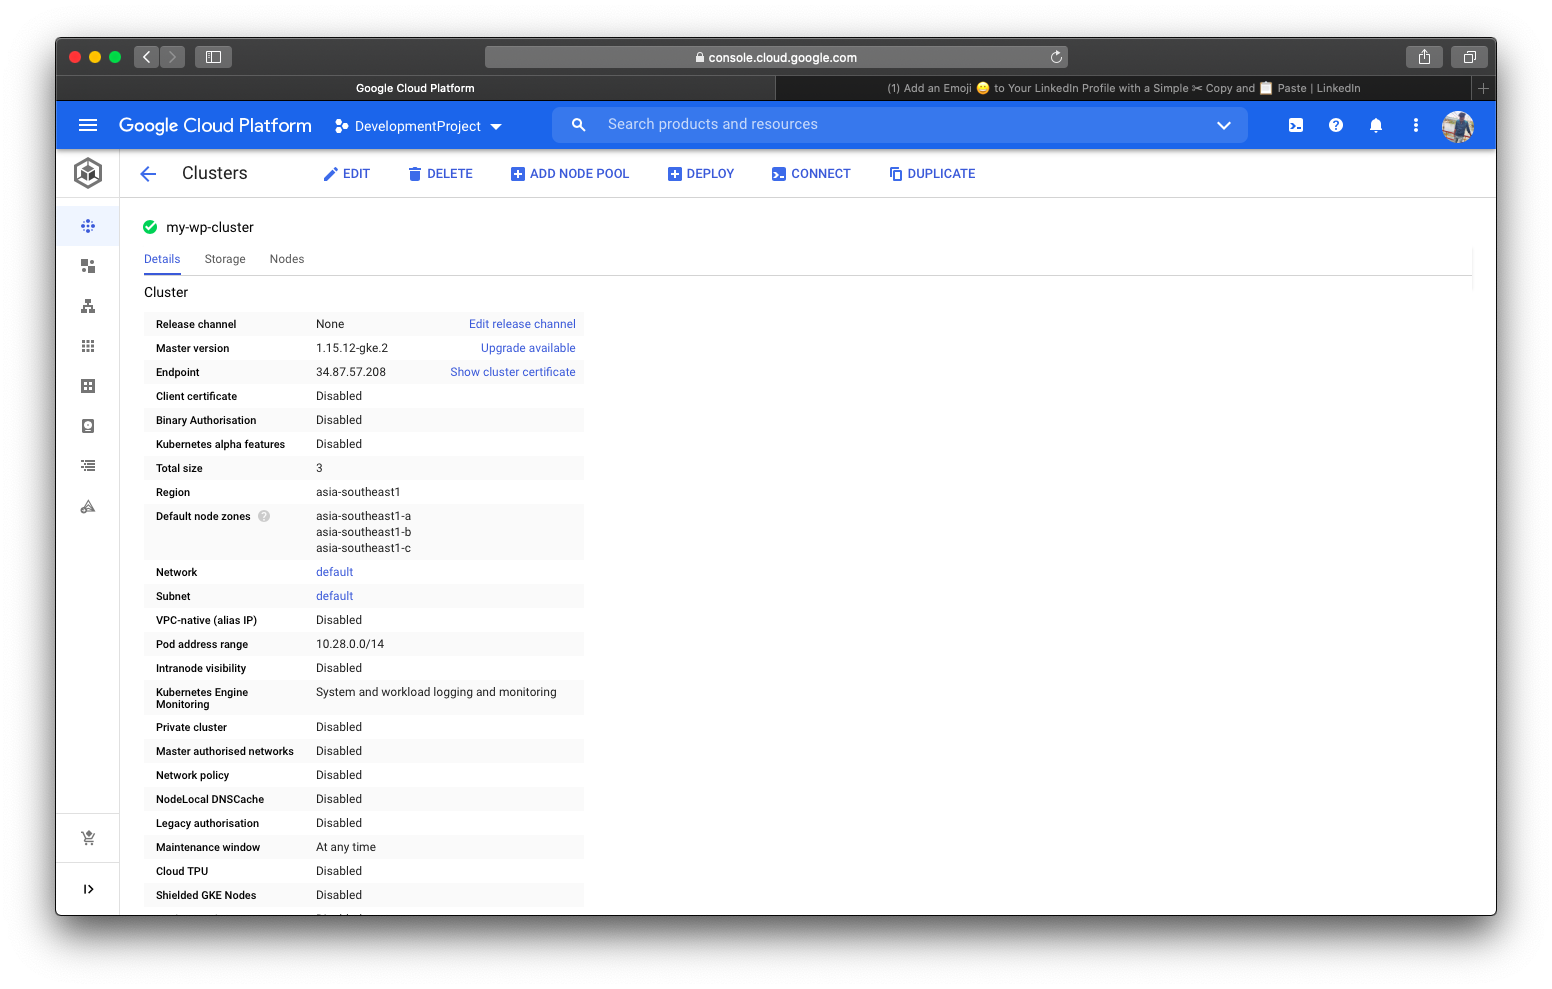 console.cloud.google.com
Google Cloud Platform
(1) Add an Emoji 😀 to Your LinkedIn Profile with a Simple ✂ Copy and 📋 Paste | LinkedIn
Google Cloud Platform
DevelopmentProject
Search products and resources
Clusters
EDIT
DELETE
ADD NODE POOL
DEPLOY
CONNECT
DUPLICATE
my-wp-cluster
Details
Storage
Nodes
Cluster
Release channel None Edit release channel
Master version 1.15.12-gke.2 Upgrade available
Endpoint 34.87.57.208 Show cluster certificate
Client certificate Disabled
Binary Authorisation Disabled
Kubernetes alpha features Disabled
Total size 3
Region asia-southeast1
Default node zones asia-southeast1-a
asia-southeast1-b
asia-southeast1-c
Network default
Subnet default
VPC-native (alias IP) Disabled
Pod address range 10.28.0.0/14
Intranode visibility Disabled
Kubernetes Engine System and workload logging and monitoring
Monitoring
Private cluster Disabled
Master authorised networks Disabled
Network policy Disabled
NodeLocal DNSCache Disabled
Legacy authorisation Disabled
Maintenance window At any time
Cloud TPU Disabled
Shielded GKE Nodes Disabled